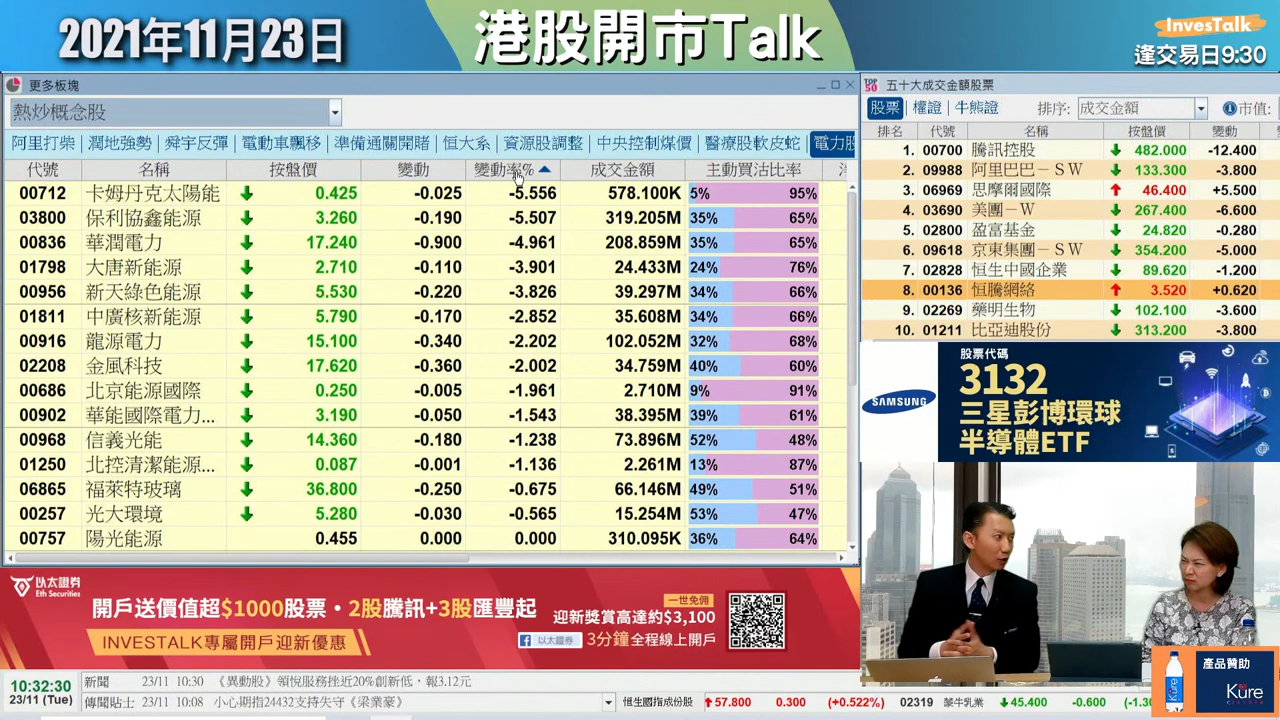 2021年11月23日
港股開市Talk
InvesTalk
逢交易日9:30
更多板塊
熱炒概念股
阿里打柴 潤地強勢 舜宇反彈 電動車飄移 準備通關開賭 恒大系 資源股調整 中央控制煤價 醫療股軟皮蛇 電力股
代號 名稱 按盤價 變動 變動率% 成交金額 主動買沽比率
00712 卡姆丹克太陽能 0.425 -0.025 -5.556 578.100K 5% 95%
03800 保利協鑫能源 3.260 -0.190 -5.507 319.205M 35% 65%
00836 華潤電力 17.240 -0.900 -4.961 208.859M 35% 65%
01798 大唐新能源 2.710 -0.110 -3.901 24.433M 24% 76%
00956 新天綠色能源 5.530 -0.220 -3.826 39.297M 34% 66%
01811 中廣核新能源 5.790 -0.170 -2.852 35.608M 34% 66%
00916 龍源電力 15.100 -0.340 -2.202 102.052M 32% 68%
02208 金風科技 17.620 -0.360 -2.002 34.759M 40% 60%
00686 北京能源國際 0.250 -0.005 -1.961 2.710M 9% 91%
00902 華能國際電力... 3.190 -0.050 -1.543 38.395M 39% 61%
00968 信義光能 14.360 -0.180 -1.238 73.896M 52% 48%
01250 北控清潔能源... 0.087 -0.001 -1.136 2.261M 13% 87%
06865 福萊特玻璃 36.800 -0.250 -0.675 66.146M 49% 51%
00257 光大環境 5.280 -0.030 -0.565 15.254M 53% 47%
00757 陽光能源 0.455 0.000 0.000 310.095K 36% 64%
TOP 50 五十大成交金額股票
股票 權證 牛熊證 排序: 成交金額 市值:
排名 代號 名稱 按盤價 變動
1. 00700 騰訊控股 482.000 -12.400
2. 09988 阿里巴巴－ＳＷ 133.300 -3.800
3. 06969 思摩爾國際 46.400 +5.500
4. 03690 美團－Ｗ 267.400 -6.600
5. 02800 盈富基金 24.820 -0.280
6. 09618 京東集團－ＳＷ 354.200 -5.000
7. 02828 恒生中國企業 89.620 -1.200
8. 00136 恒騰網絡 3.520 +0.620
9. 02269 藥明生物 102.100 -3.600
10. 01211 比亞迪股份 313.200 -3.800
SAMSUNG
股票代碼
3132
三星彭博環球
半導體ETF
以太證券
Eth Securities
開戶送價值超$1000股票・2股騰訊+3股匯豐起
INVESTALK專屬開戶迎新優惠
一世免佣
迎新獎賞高達約$3,100
以太證券 3分鐘全程線上開戶
產品贊助
Kure
10:32:30
23/11 (Tue)
新聞 23/11 10:30 《異動股》領悅服務挫近20%創新低，報3.12元
傳聞貼士 23/11 10:08 小心期指24432支持失守《梁業豪》
恒生國指成份股 57.800 0.300 (+0.522%) 02319 蒙牛乳業 45.400 -0.600